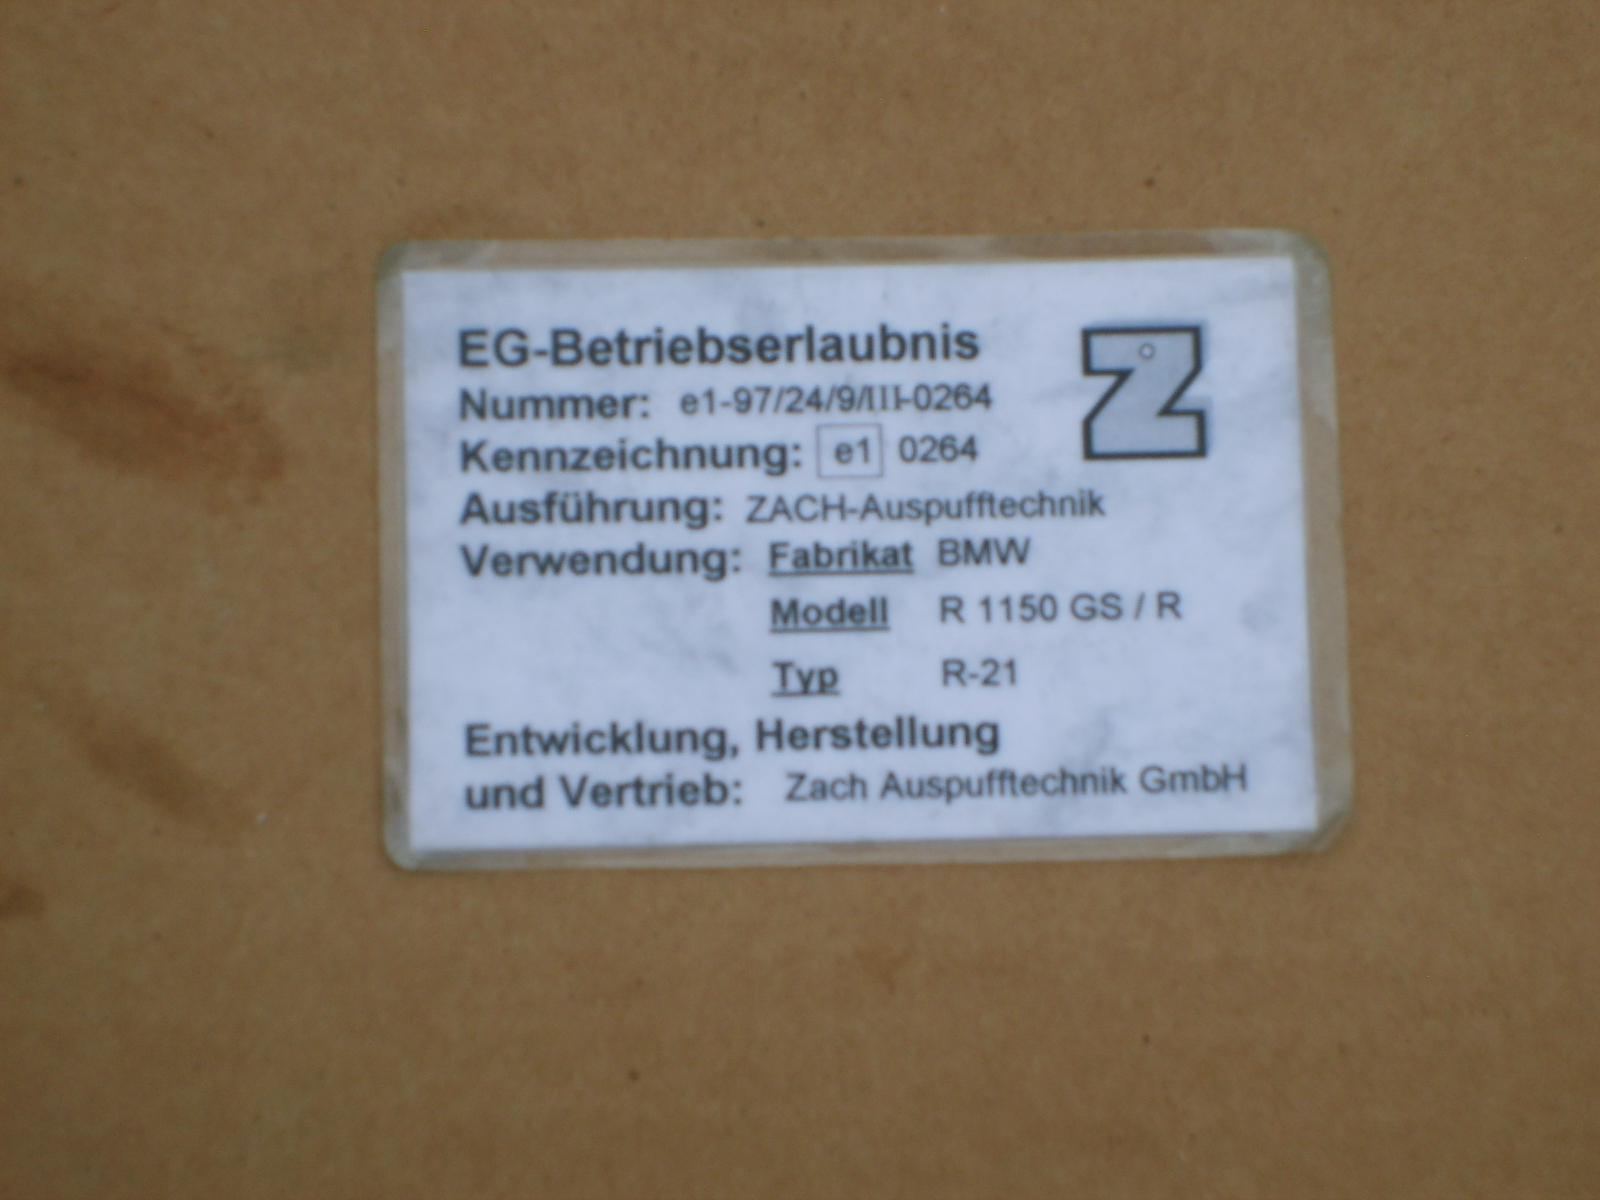 EG-Betriebserlaubnis
Nummer: e1-97/24/9/III-0264
Kennzeichnung: e1 0264
Ausführung: ZACH-Auspufftechnik
Verwendung: Fabrikat BMW
Modell R 1150 GS / R
Typ R-21
Entwicklung, Herstellung
und Vertrieb: Zach Auspufftechnik GmbH
Z